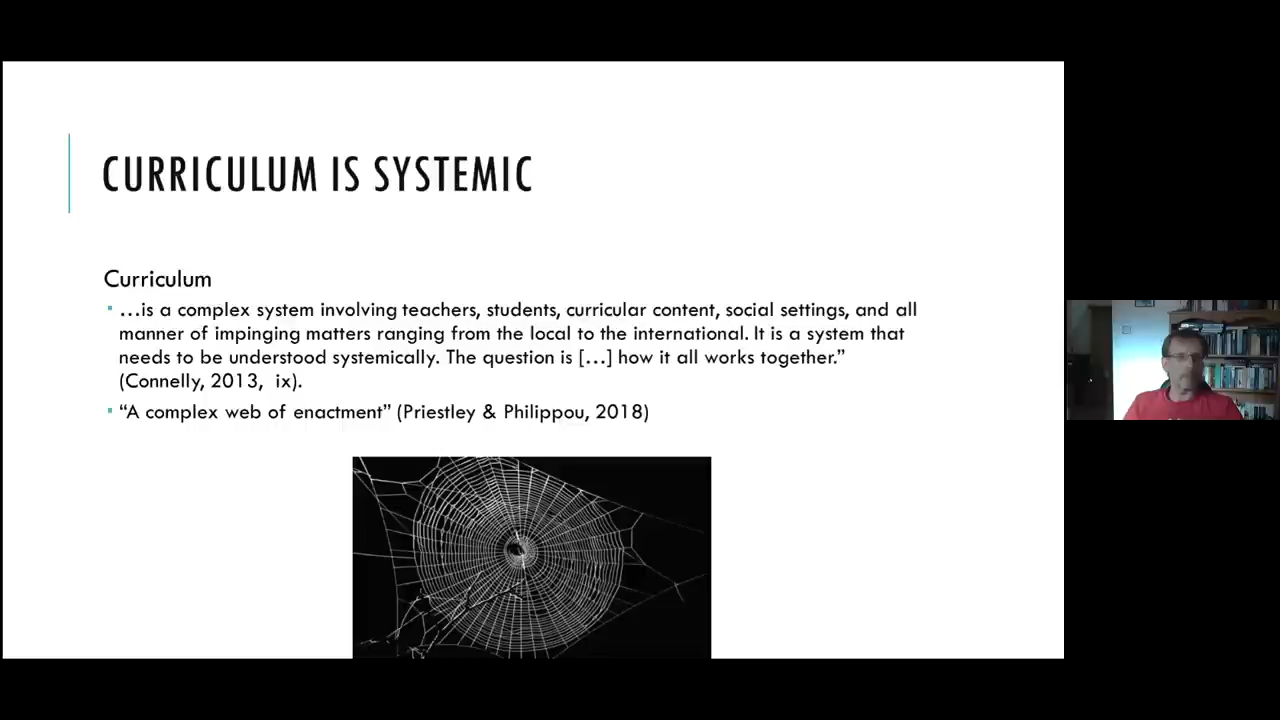 CURRICULUM IS SYSTEMIC
Curriculum
…is a complex system involving teachers, students, curricular content, social settings, and all
manner of impinging matters ranging from the local to the international. It is a system that
needs to be understood systemically. The question is […] how it all works together.”
(Connelly, 2013, ix).
“A complex web of enactment” (Priestley & Philippou, 2018)